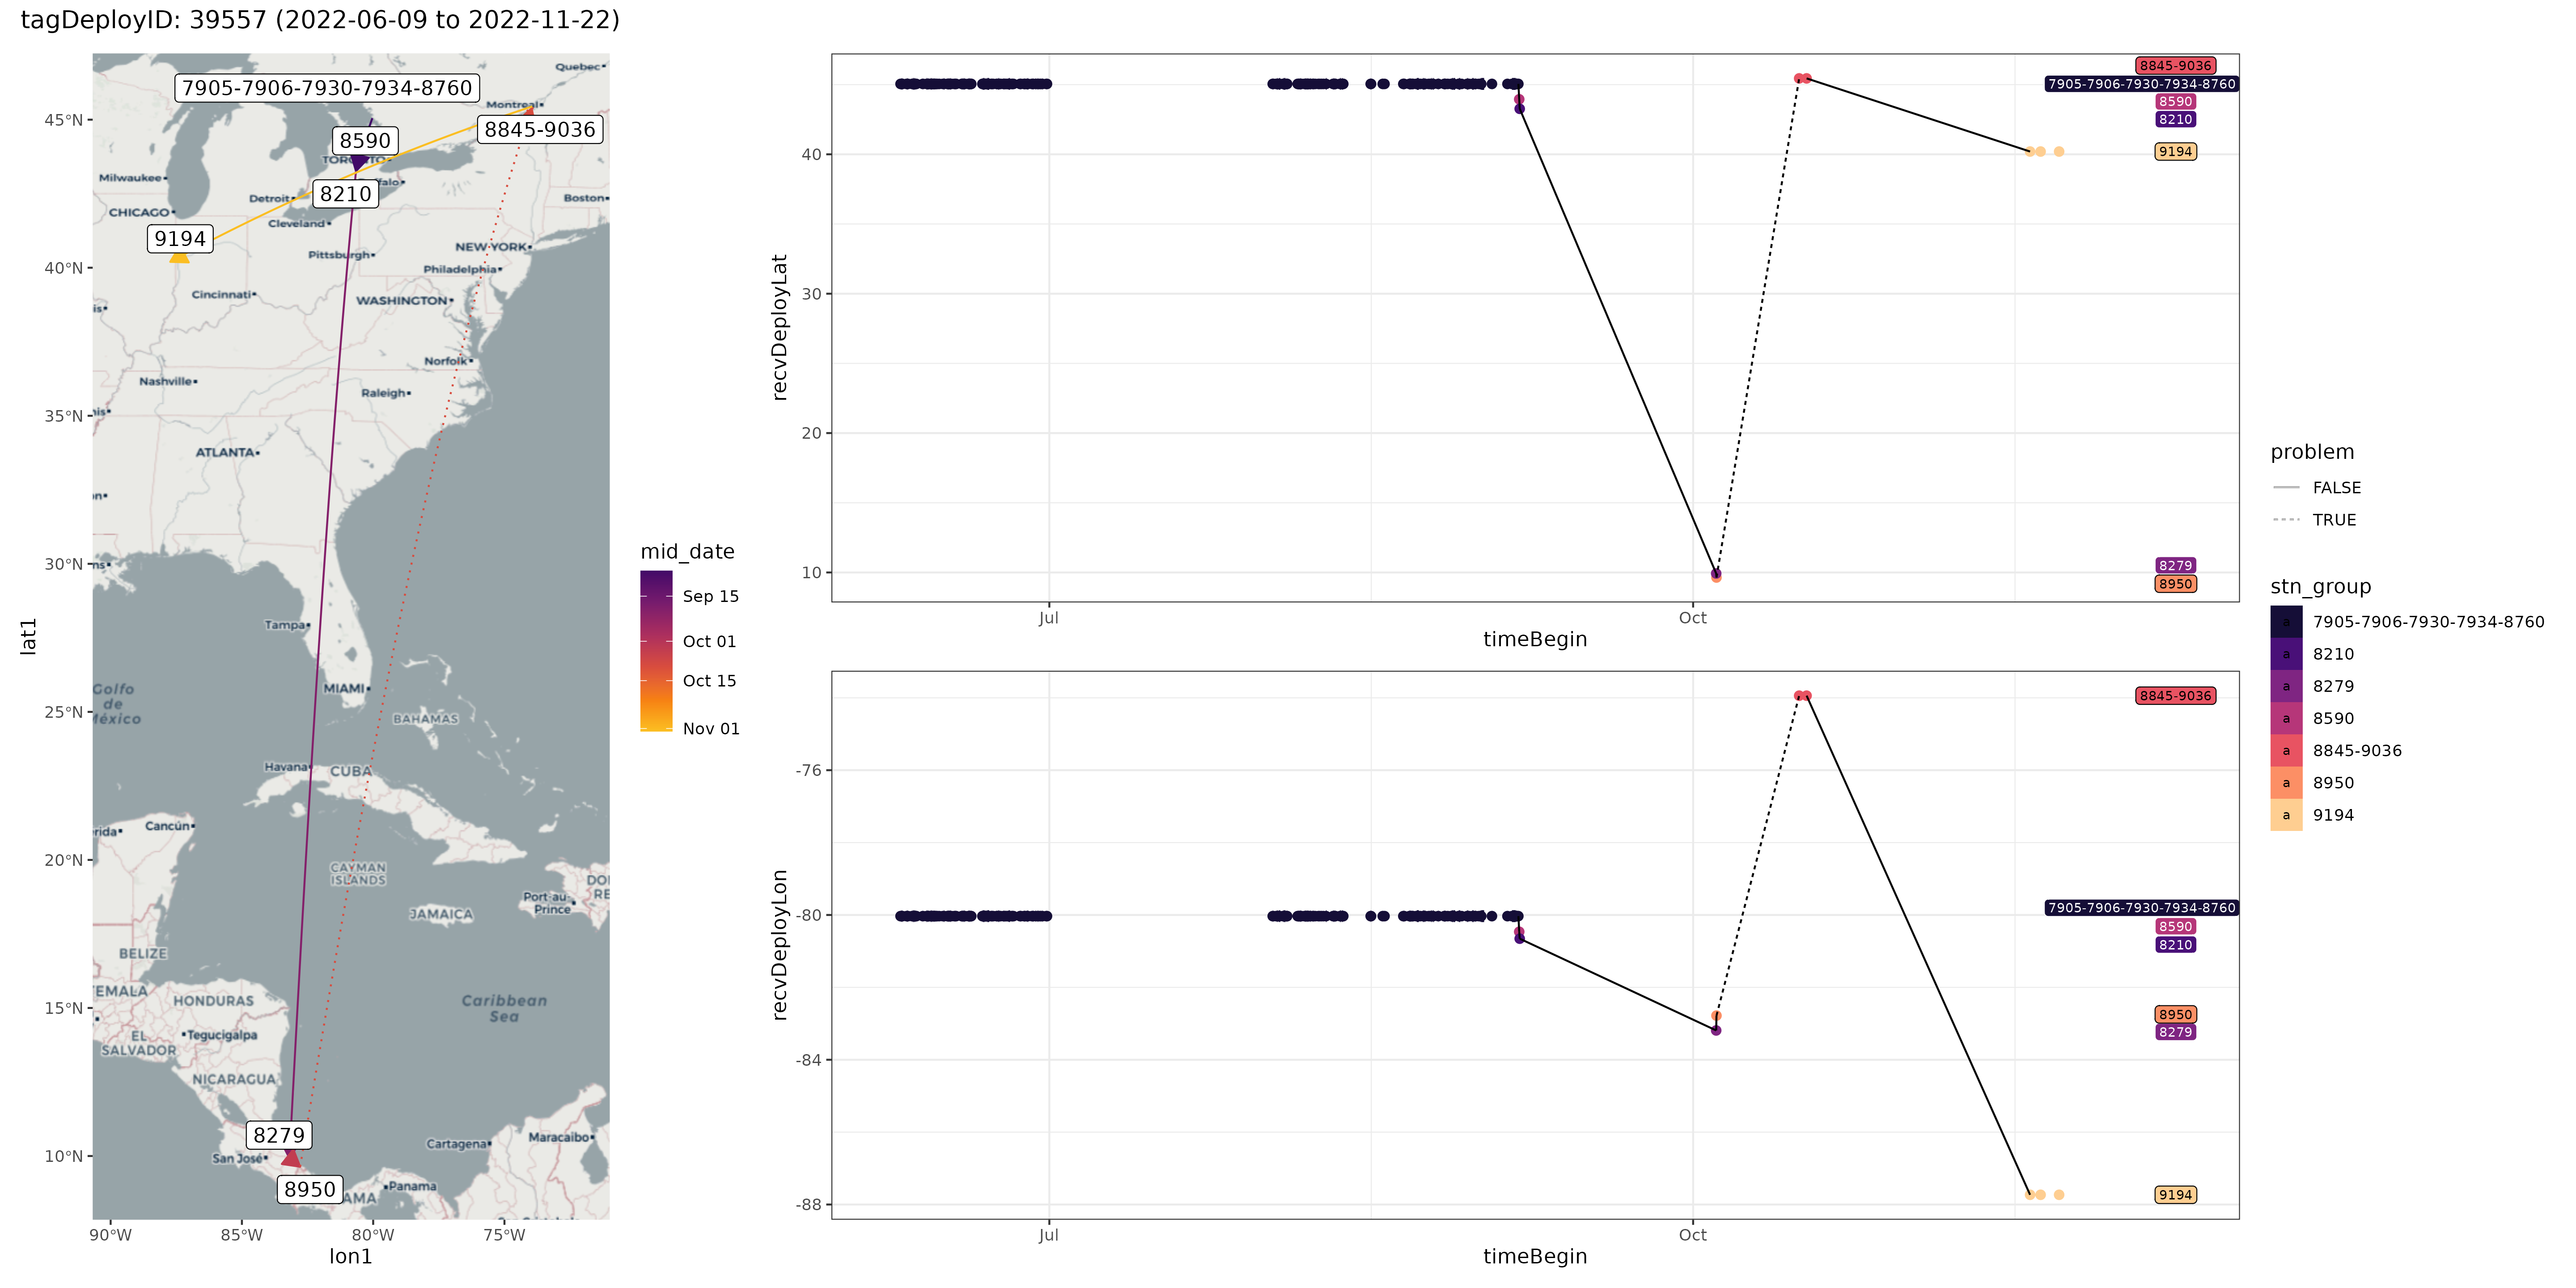 tagDeployID: 39557 (2022-06-09 to 2022-11-22)
lat1
45°N
40°N
35°N
30°N
25°N
20°N
15°N
10°N
Quebec
7905-7906-7930-7934-8760
Montreal
8590
8845-9036
TORONTO
Milwaukee
8210
Detroit
Boston
CHICAGO
Cleveland
9194
NEW YORK
Pittsburgh
Philadelphia
Cincinnati
WASHINGTON
Norfolk
Nashville
Raleigh
ATLANTA
Tampa
MIAMI
Golfo
de
México
BAHAMAS
Havana
CUBA
Cancún
CAYMAN
ISLANDS
Port-au-
Prince
JAMAICA
BELIZE
HONDURAS
Caribbean
Sea
EL
SALVADOR
Tegucigalpa
NICARAGUA
8279
Cartagena
Maracaibo
San José
8950
Panama
90°W
85°W
80°W
75°W
lon1
mid_date
Sep 15
Oct 01
Oct 15
Nov 01
recvDeployLat
40
30
20
10
8845-9036
7905-7906-7930-7934-8760
8590
8210
9194
8279
8950
Jul
Oct
timeBegin
recvDeployLon
-76
-80
-84
-88
8845-9036
7905-7906-7930-7934-8760
8590
8210
8950
8279
9194
Jul
Oct
timeBegin
problem
FALSE
TRUE
stn_group
a 7905-7906-7930-7934-8760
a 8210
a 8279
a 8590
a 8845-9036
a 8950
a 9194